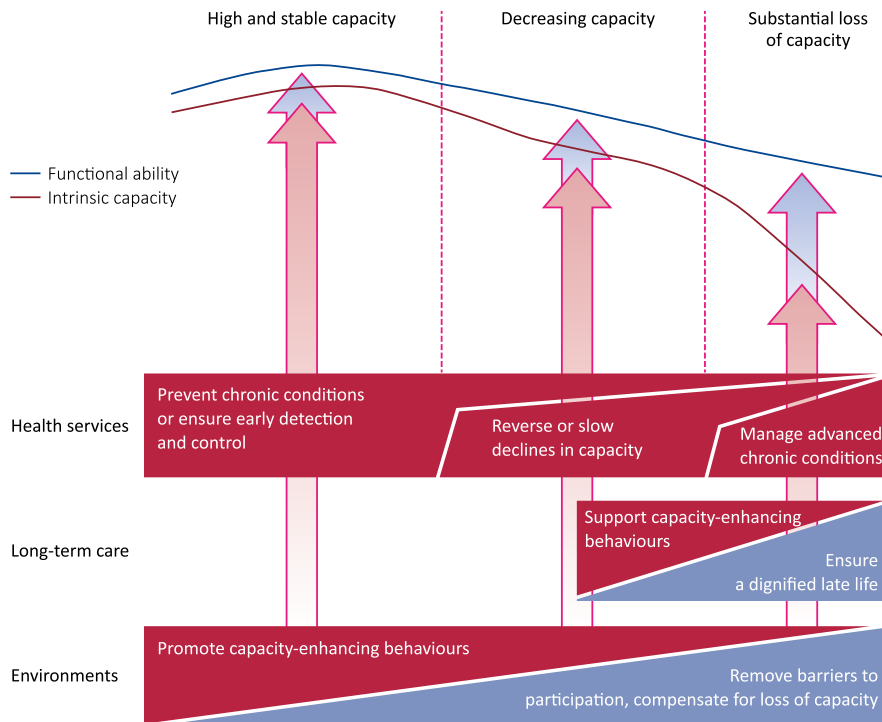 High and stable capacity
Decreasing capacity
Substantial loss
of capacity
Functional ability
Intrinsic capacity
Health services
Prevent chronic conditions
or ensure early detection
and control
Reverse or slow
declines in capacity
Manage advanced
chronic conditions
Long-term care
Support capacity-enhancing
behaviours
Ensure
a dignified late life
Environments
Promote capacity-enhancing behaviours
Remove barriers to
participation, compensate for loss of capacity